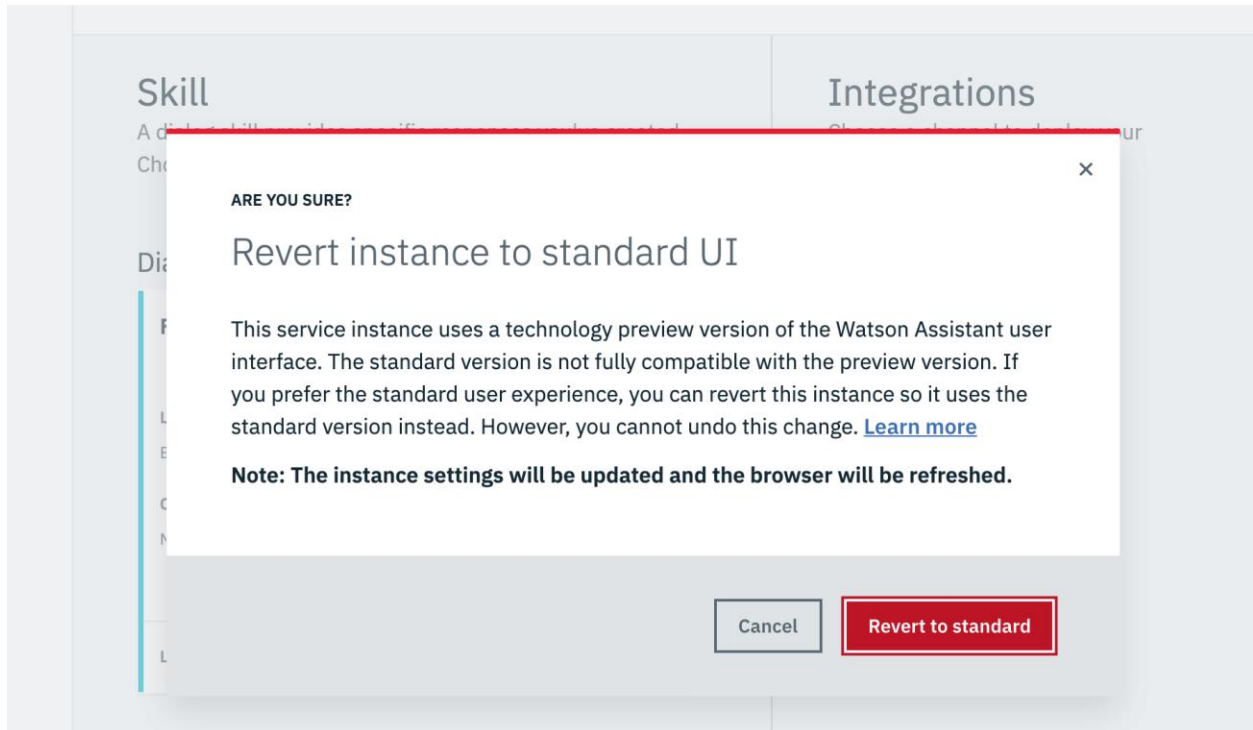 Skill
Integrations
ur
ARE YOU SURE?
Revert instance to standard UI
This service instance uses a technology preview version of the Watson Assistant user
interface. The standard version is not fully compatible with the preview version. If
you prefer the standard user experience, you can revert this instance so it uses the
standard version instead. However, you cannot undo this change. Learn more
Note: The instance settings will be updated and the browser will be refreshed.
Cancel
Revert to standard